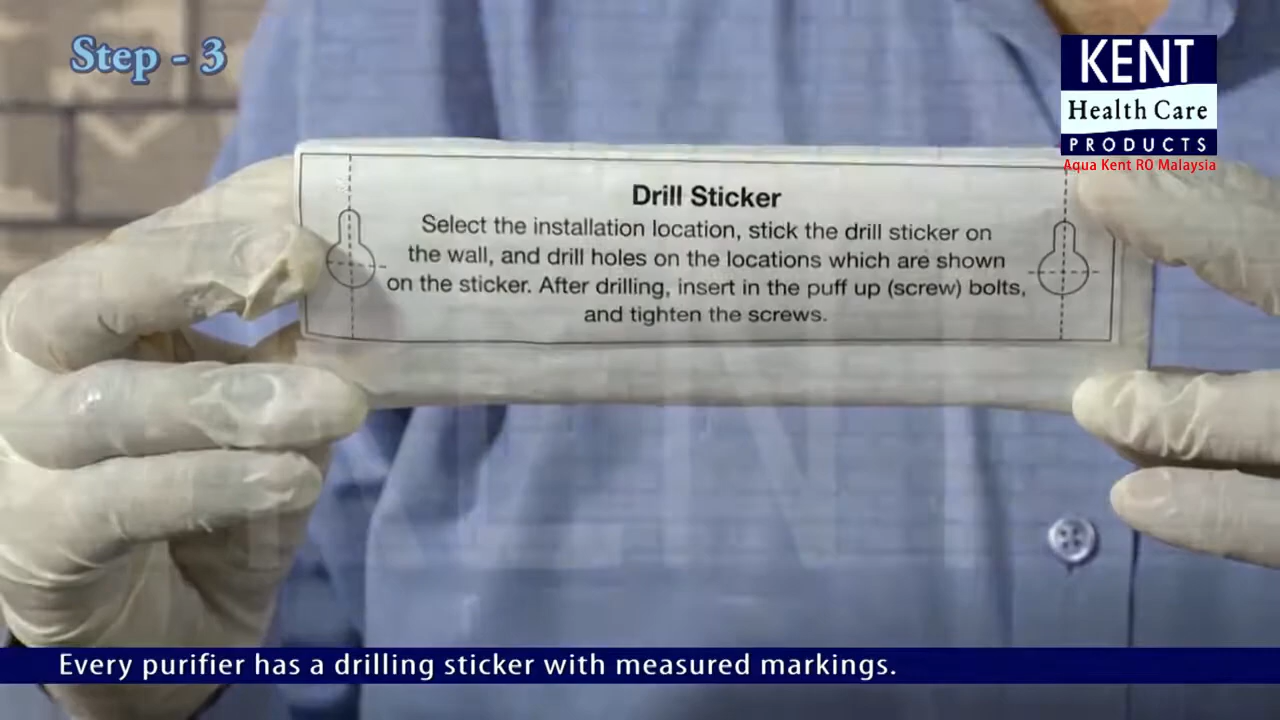 Step - 3
KENT
Health Care
PRODUCTS
Aqua Kent RO Malaysia
Drill Sticker
Select the installation location, stick the drill sticker on
the wall, and drill holes on the locations which are shown
on the sticker. After drilling, insert in the puff up (screw) bolts,
and tighten the screws.
KENT
Every purifier has a drilling sticker with measured markings.